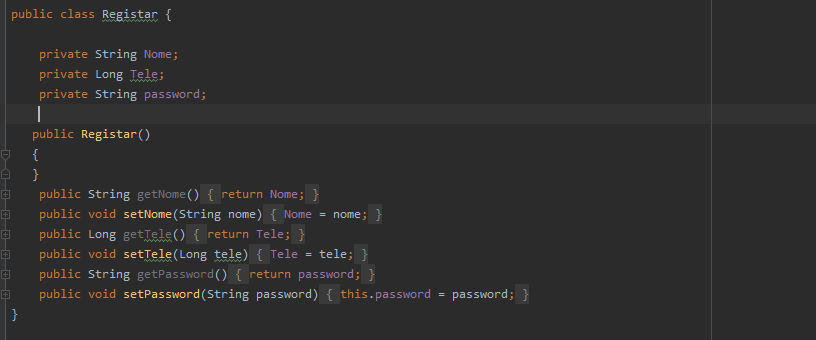 public class Registar {
private String Nome;
private Long Tele;
private String password;
public Registar()
{
}
public String getNome() { return Nome; }
public void setNome(String nome) { Nome = nome; }
public Long getTele() { return Tele; }
public void setTele(Long tele) { Tele = tele; }
public String getPassword() { return password; }
public void setPassword(String password) { this.password = password; }
}